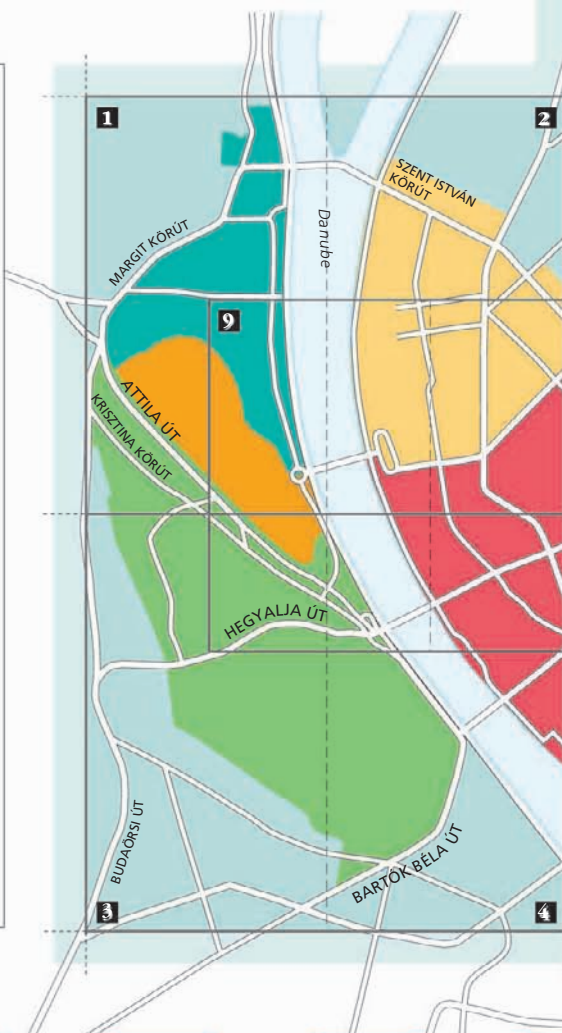 1
2
SZENT ISTVÁN
KÖRÚT
Danube
MARGIT KÖRÚT
9
ATTILA ÚT
KRISZTINA KÖRÚT
HEGYALJA ÚT
BUDAÖRSI ÚT
BARTÓK BÉLA ÚT
3
4